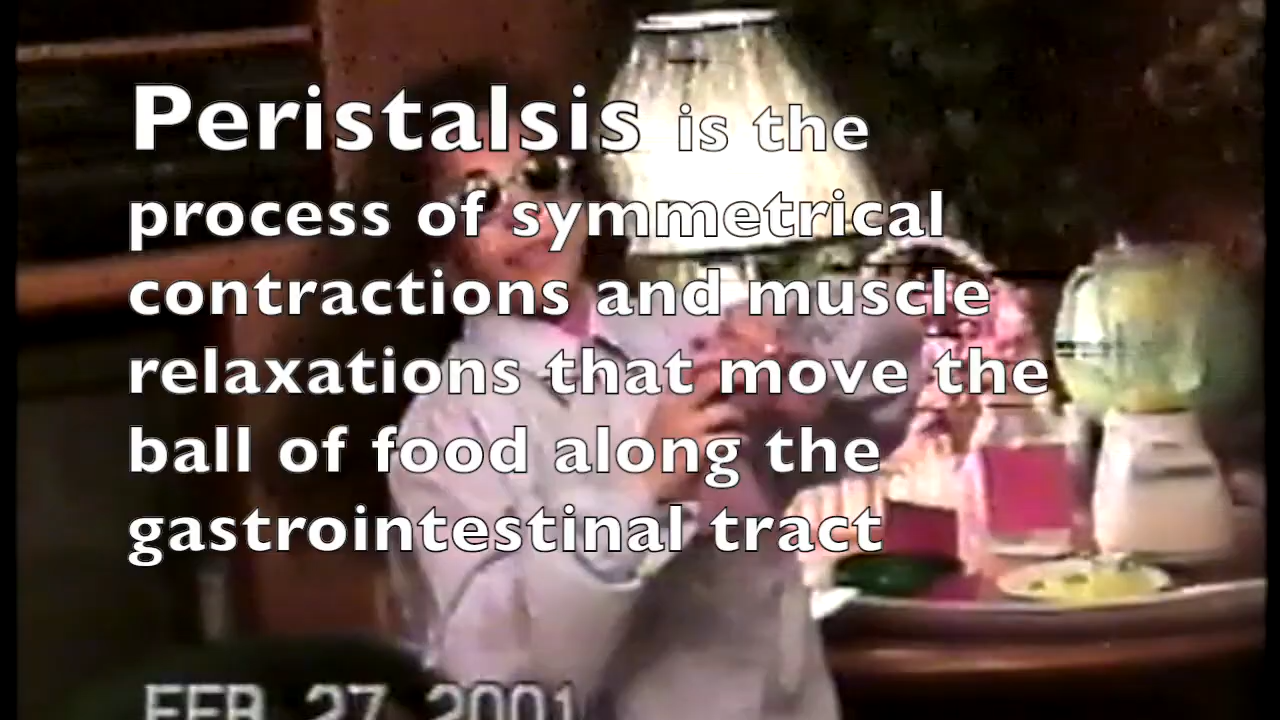 Peristalsis is the
process of symmetrical
contractions and muscle
relaxations that move the
ball of food along the
gastrointestinal tract
FEB 27 2001